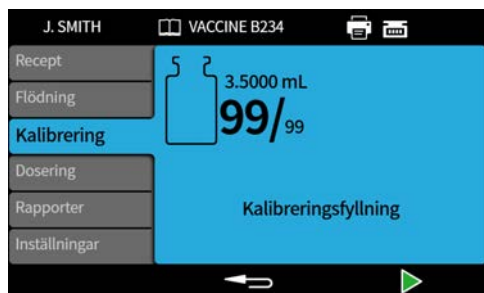 J. SMITH
VACCINE B234
Recept
Flödning
Kalibrering
Dosering
Rapporter
Inställningar
3.5000 mL
99/99
Kalibreringsfyllning